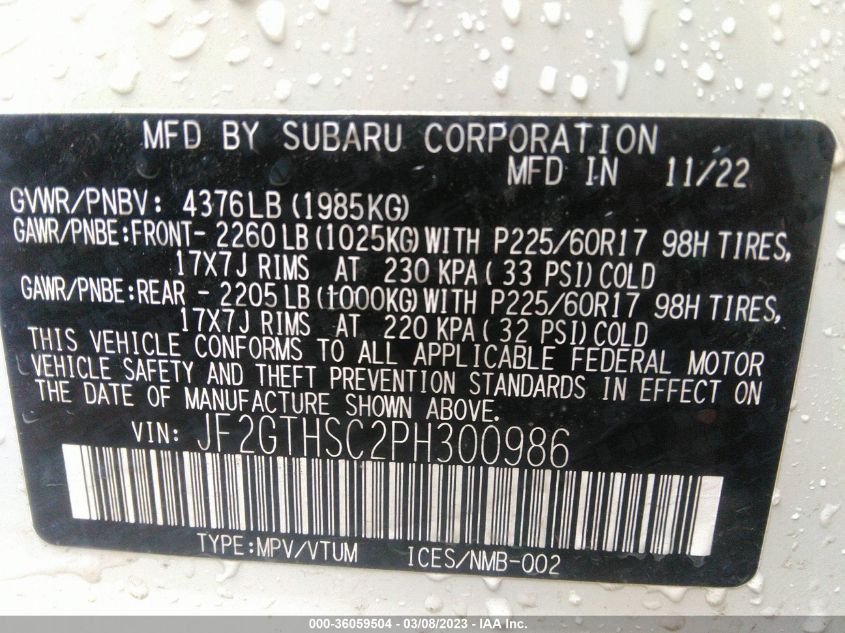 MFD BY SUBARU CORPORATION
MFD IN 11/22
GVWR/PNBV: 4376LB (1985KG)
GAWR/PNBE:FRONT- 2260LB (1025KG) WITH P225/60R17 98H TIRES,
17X7J RIMS AT 230 KPA ( 33 PSI) COLD
GAWR/PNBE:REAR - 2205LB (1000KG) WITH P225/60R17 98H TIRES,
17X7J RIMS AT 220 KPA ( 32 PSI) COLD
THIS VEHICLE CONFORMS TO ALL APPLICABLE FEDERAL MOTOR
VEHICLE SAFETY AND THEFT PREVENTION STANDARDS IN EFFECT ON
THE DATE OF MANUFACTURE SHOWN ABOVE.
VIN: JF2GTHSC2PH300986
TYPE:MPV/VTUM ICES/NMB-002
000-36059504 - 03/08/2023 - IAA Inc.